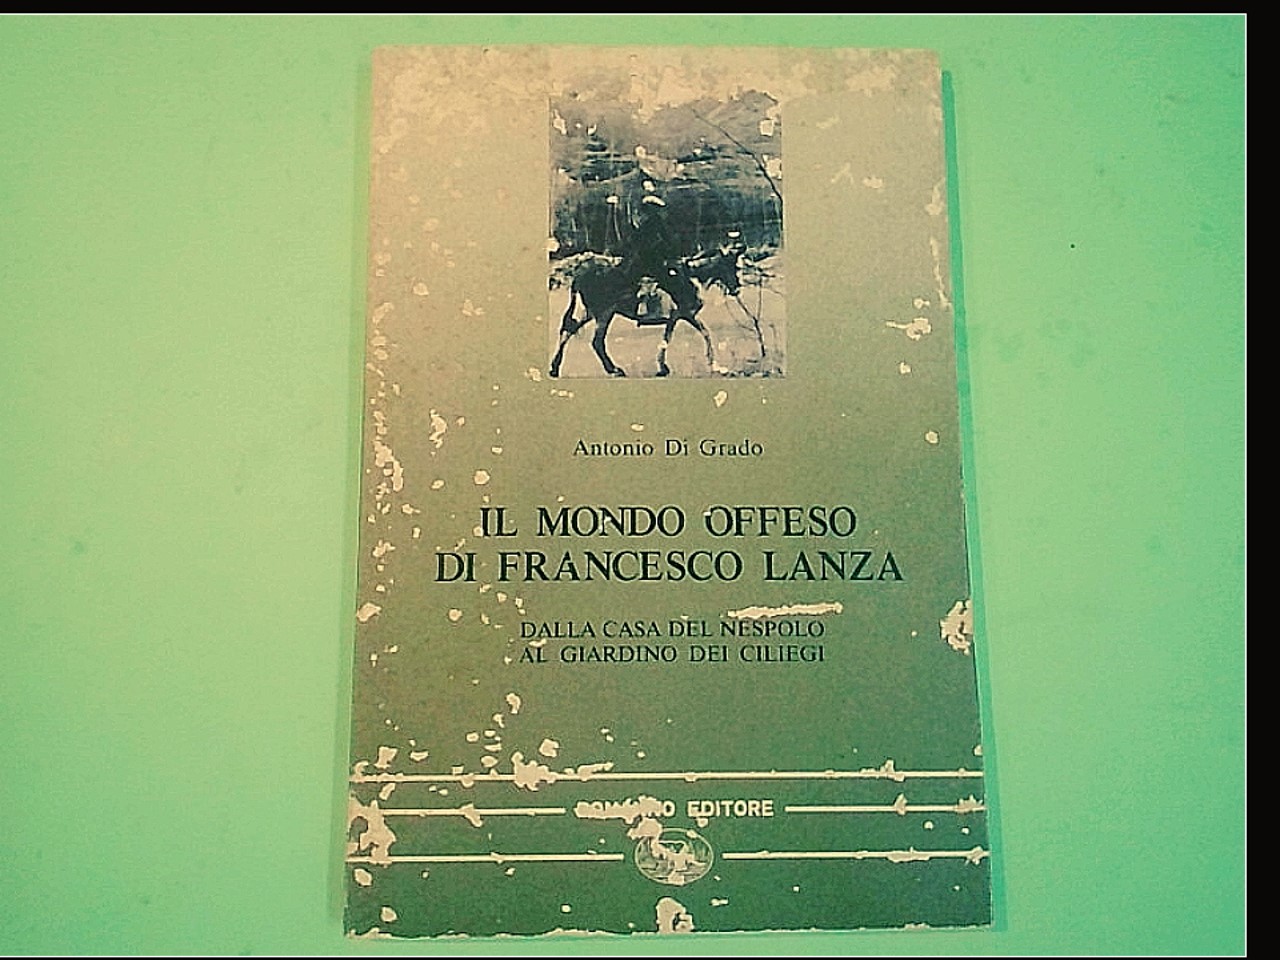 Antonio Di Grado
IL MONDO OFFESO
DI FRANCESCO LANZA
DALLA CASA DEL NESPOLO
AL GIARDINO DEI CILIEGI
EDITORE